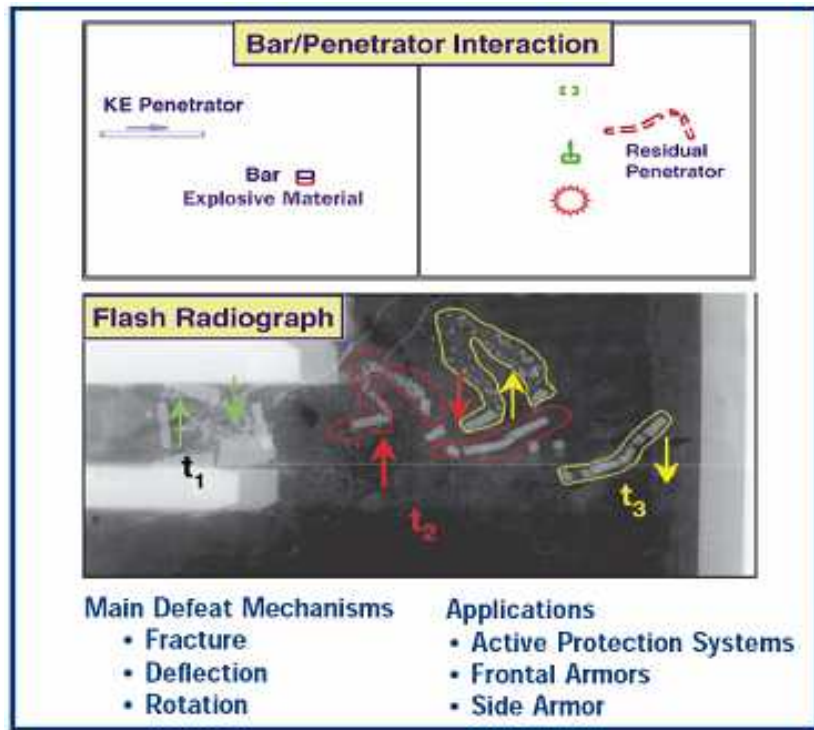 Bar/Penetrator Interaction
KE Penetrator
Bar
Explosive Material
Residual
Penetrator
Flash Radiograph
t1
t2
t3
Main Defeat Mechanisms
• Fracture
• Deflection
• Rotation
Applications
• Active Protection Systems
• Frontal Armors
• Side Armor